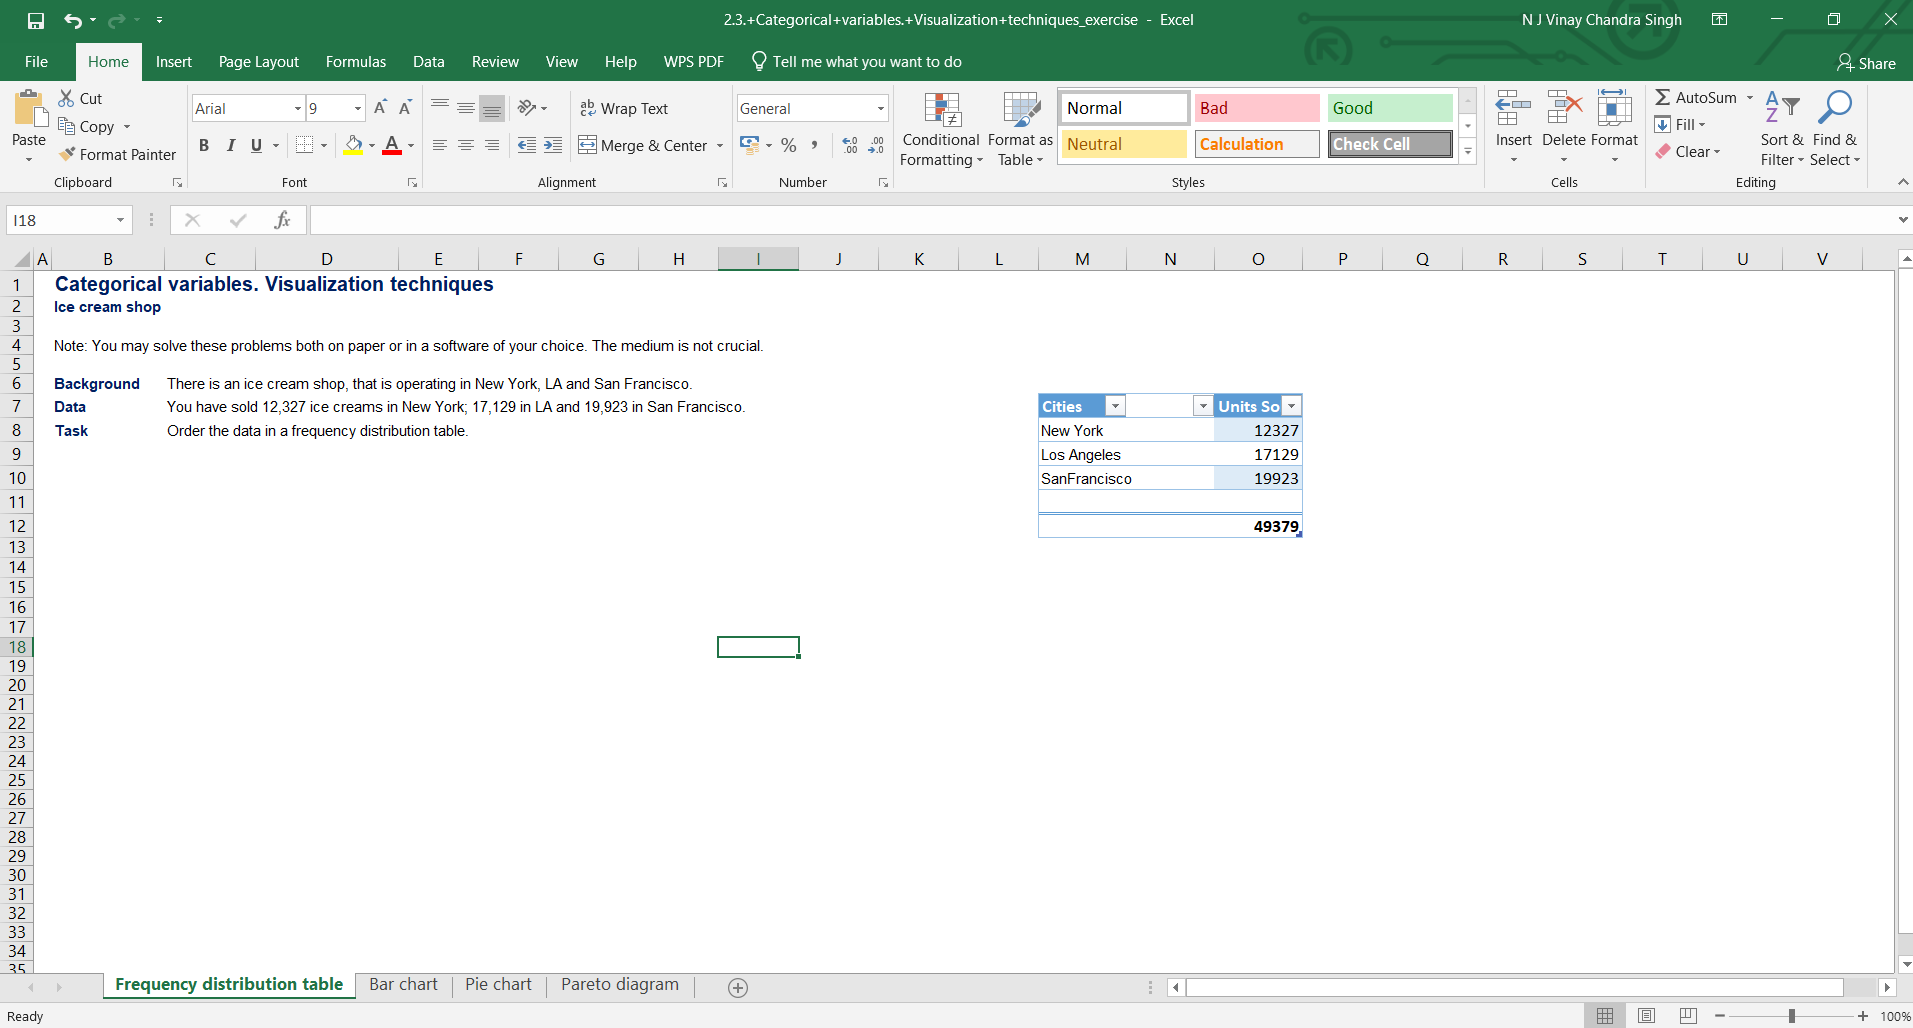 2.3.+Categorical+variables.+Visualization+techniques_exercise - Excel
N J Vinay Chandra Singh
File Home Insert Page Layout Formulas Data Review View Help WPS PDF Tell me what you want to do Share
Paste
Cut
Copy
Format Painter
Clipboard
Arial 9
B I U
Font
Wrap Text
Merge & Center
Alignment
General
Number
Conditional Formatting
Format as Table
Normal Bad Good
Neutral Calculation Check Cell
Styles
Insert Delete Format
Cells
AutoSum
Fill
Clear
Sort & Filter
Find & Select
Editing
I18
fx
A B C D E F G H I J K L M N O P Q R S T U V
1 Categorical variables. Visualization techniques
2 Ice cream shop
3
4 Note: You may solve these problems both on paper or in a software of your choice. The medium is not crucial.
5
6 Background There is an ice cream shop, that is operating in New York, LA and San Francisco.
7 Data You have sold 12,327 ice creams in New York; 17,129 in LA and 19,923 in San Francisco. Cities Units So
8 Task Order the data in a frequency distribution table. New York 12327
9 Los Angeles 17129
10 SanFrancisco 19923
11
12 49379
13
14
15
16
17
18
19
20
21
22
23
24
25
26
27
28
29
30
31
32
33
34
35
Frequency distribution table Bar chart Pie chart Pareto diagram
Ready
100%